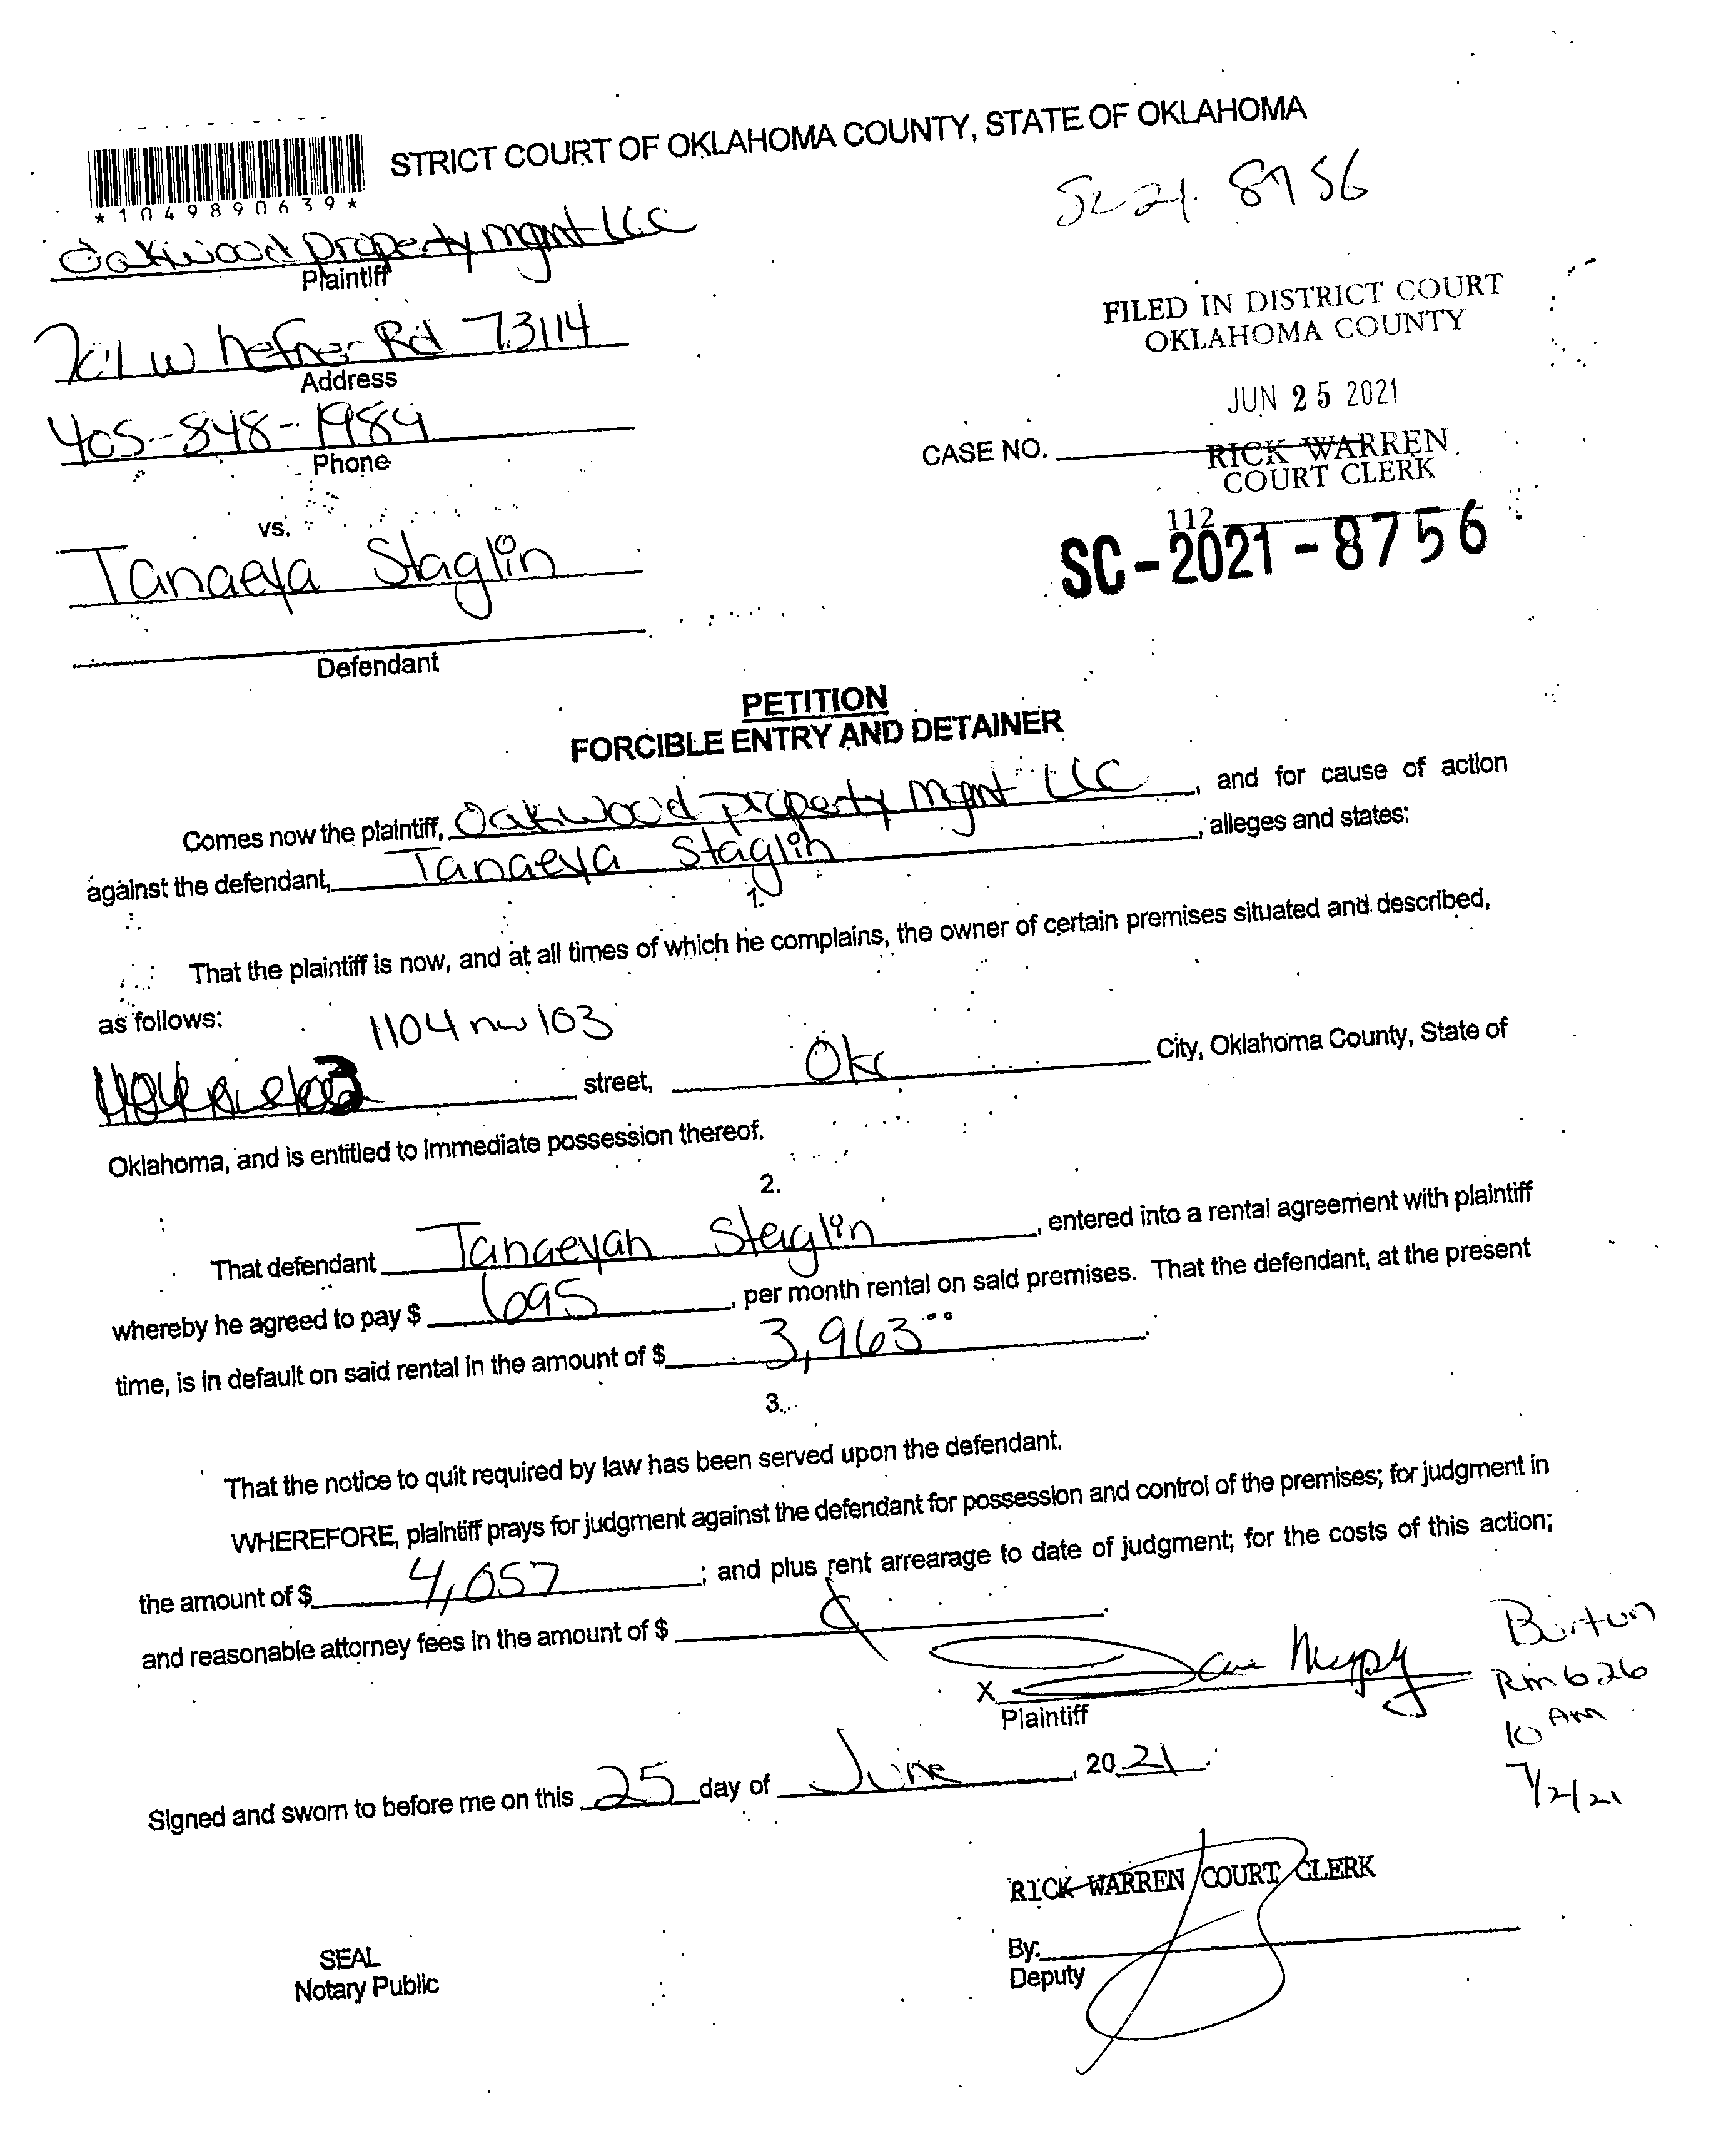 STRICT COURT OF OKLAHOMA COUNTY, STATE OF OKLAHOMA
*1049890639*
SC 21. 8756
Oakwood property mgmt LLC
Plaintiff
701 W hefner Rd 73114
Address
405-848-1984
Phone
FILED IN DISTRICT COURT
OKLAHOMA COUNTY
JUN 25 2021
CASE NO.
RICK WARREN
COURT CLERK
112
SC-2021-8756
vs.
Tanaeya Staglin
Defendant
PETITION
FORCIBLE ENTRY AND DETAINER
Comes now the plaintiff, Oakwood property mgmt LLC, and for cause of action
against the defendant, Tanaeya Staglin, alleges and states:
1.
That the plaintiff is now, and at all times of which he complains, the owner of certain premises situated and described,
as follows:
1104 nw 103
street, Okc City, Oklahoma County, State of
Oklahoma, and is entitled to immediate possession thereof.
2.
That defendant Tanaeyah Staglin, entered into a rental agreement with plaintiff
whereby he agreed to pay $ 695, per month rental on said premises. That the defendant, at the present
time, is in default on said rental in the amount of $ 3,963.00.
3.
That the notice to quit required by law has been served upon the defendant.
WHEREFORE, plaintiff prays for judgment against the defendant for possession and control of the premises; for judgment in
the amount of $ 4,057; and plus rent arrearage to date of judgment; for the costs of this action;
and reasonable attorney fees in the amount of $
X
Plaintiff
Burton
Rm 626
10 AM
7/2/21
Signed and sworn to before me on this 25 day of June, 2021.
RICK WARREN COURT CLERK
SEAL
Notary Public
By:
Deputy